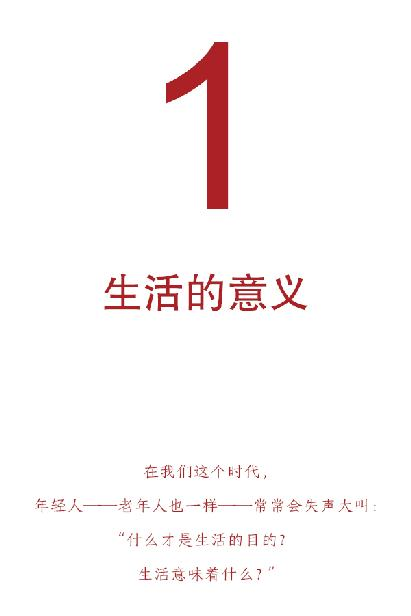 1
生活的意义
在我们这个时代，
年轻人——老年人也一样——常常会失声大叫：
“什么才是生活的目的？
生活意味着什么？”